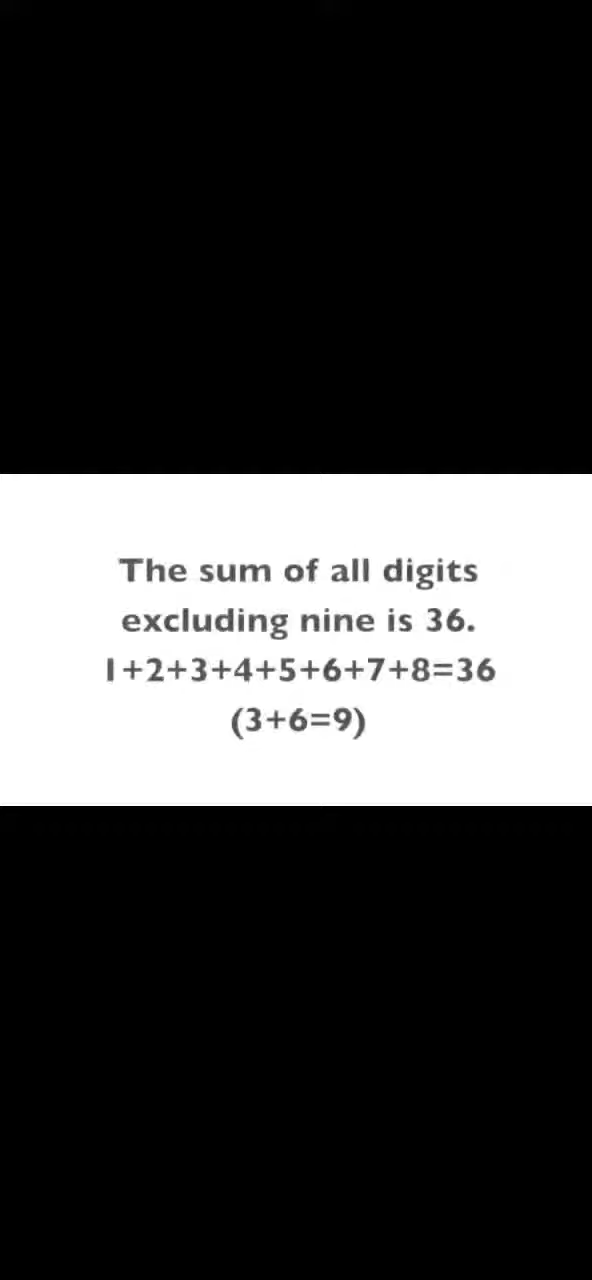 The sum of all digits
excluding nine is 36.
1+2+3+4+5+6+7+8=36
(3+6=9)